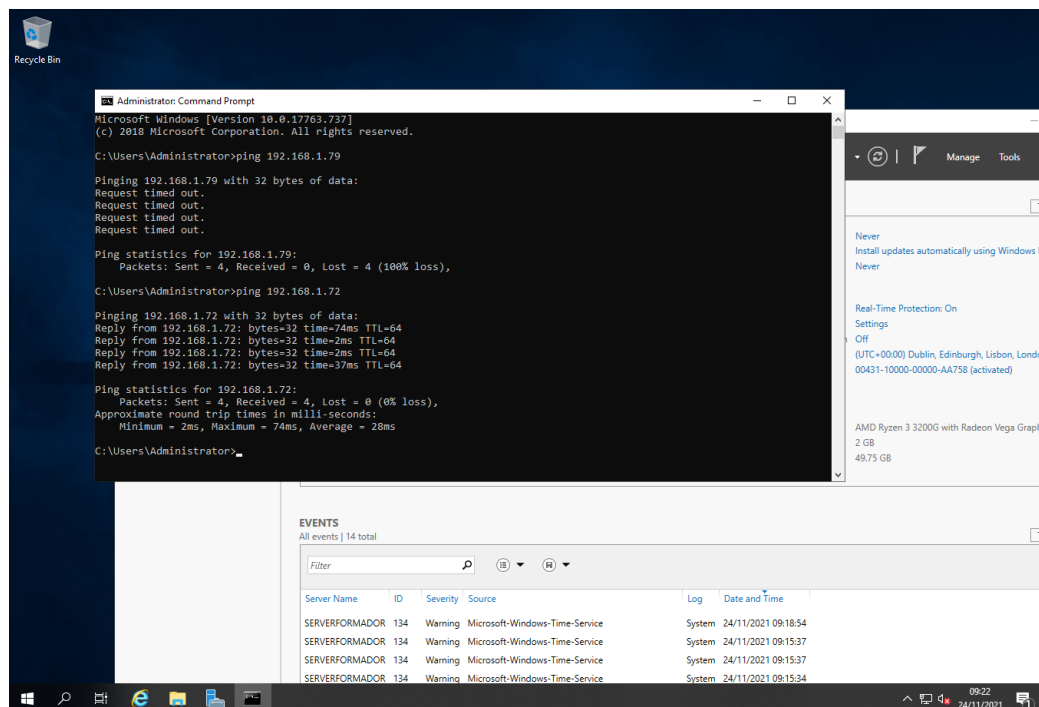 Recycle Bin
Administrator: Command Prompt
Microsoft Windows [Version 10.0.17763.737]
(c) 2018 Microsoft Corporation. All rights reserved.
C:\Users\Administrator>ping 192.168.1.79
Pinging 192.168.1.79 with 32 bytes of data:
Request timed out.
Request timed out.
Request timed out.
Request timed out.
Ping statistics for 192.168.1.79:
Packets: Sent = 4, Received = 0, Lost = 4 (100% loss),
C:\Users\Administrator>ping 192.168.1.72
Pinging 192.168.1.72 with 32 bytes of data:
Reply from 192.168.1.72: bytes=32 time=74ms TTL=64
Reply from 192.168.1.72: bytes=32 time=2ms TTL=64
Reply from 192.168.1.72: bytes=32 time=2ms TTL=64
Reply from 192.168.1.72: bytes=32 time=37ms TTL=64
Ping statistics for 192.168.1.72:
Packets: Sent = 4, Received = 4, Lost = 0 (0% loss),
Approximate round trip times in milli-seconds:
Minimum = 2ms, Maximum = 74ms, Average = 28ms
C:\Users\Administrator>
Manage Tools
Never
Install updates automatically using Windows
Never
Real-Time Protection: On
Settings
Off
(UTC+00:00) Dublin, Edinburgh, Lisbon, Lond
00431-10000-00000-AA758 (activated)
AMD Ryzen 3 3200G with Radeon Vega Grap
2 GB
49.75 GB
EVENTS
All events | 14 total
Filter
Server Name ID Severity Source Log Date and Time
SERVERFORMADOR 134 Warning Microsoft-Windows-Time-Service System 24/11/2021 09:18:54
SERVERFORMADOR 134 Warning Microsoft-Windows-Time-Service System 24/11/2021 09:15:37
SERVERFORMADOR 134 Warning Microsoft-Windows-Time-Service System 24/11/2021 09:15:37
SERVERFORMADOR 134 Warning Microsoft-Windows-Time-Service System 24/11/2021 09:15:34
09:22
24/11/2021